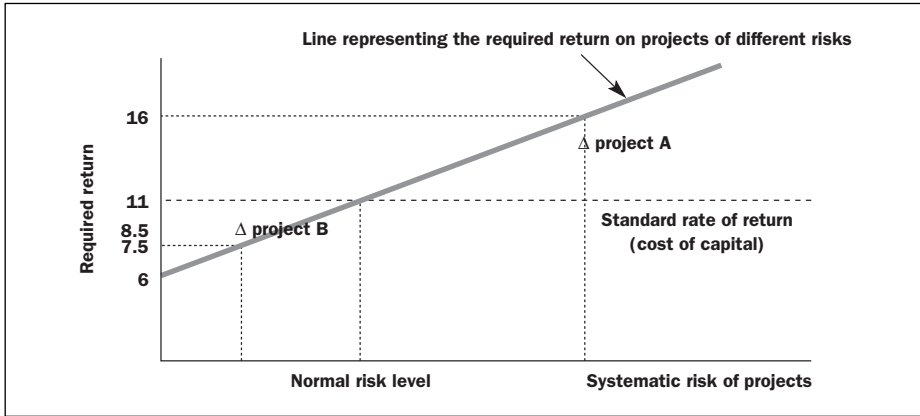 Line representing the required return on projects of different risks
16
Δ project A
Required return
11
Standard rate of return
(cost of capital)
8.5
Δ project B
7.5
6
Normal risk level
Systematic risk of projects